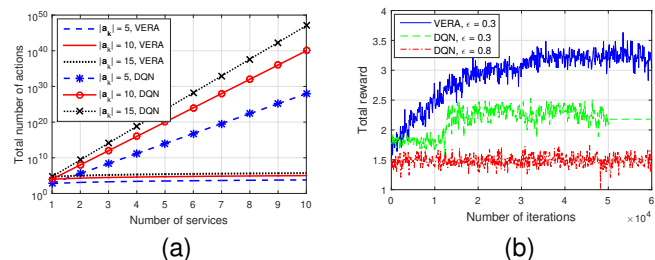 10^50
10^40
10^30
10^20
10^10
10^0
Total number of actions
|a_k| = 5, VERA
|a_k| = 10, VERA
|a_k| = 15, VERA
|a_k| = 5, DQN
|a_k| = 10, DQN
|a_k| = 15, DQN
1 2 3 4 5 6 7 8 9 10
Number of services
(a)
4
3.5
3
2.5
2
1.5
1
Total reward
VERA, ϵ = 0.3
DQN, ϵ = 0.3
DQN, ϵ = 0.8
0 1 2 3 4 5 6
Number of iterations
×10^4
(b)